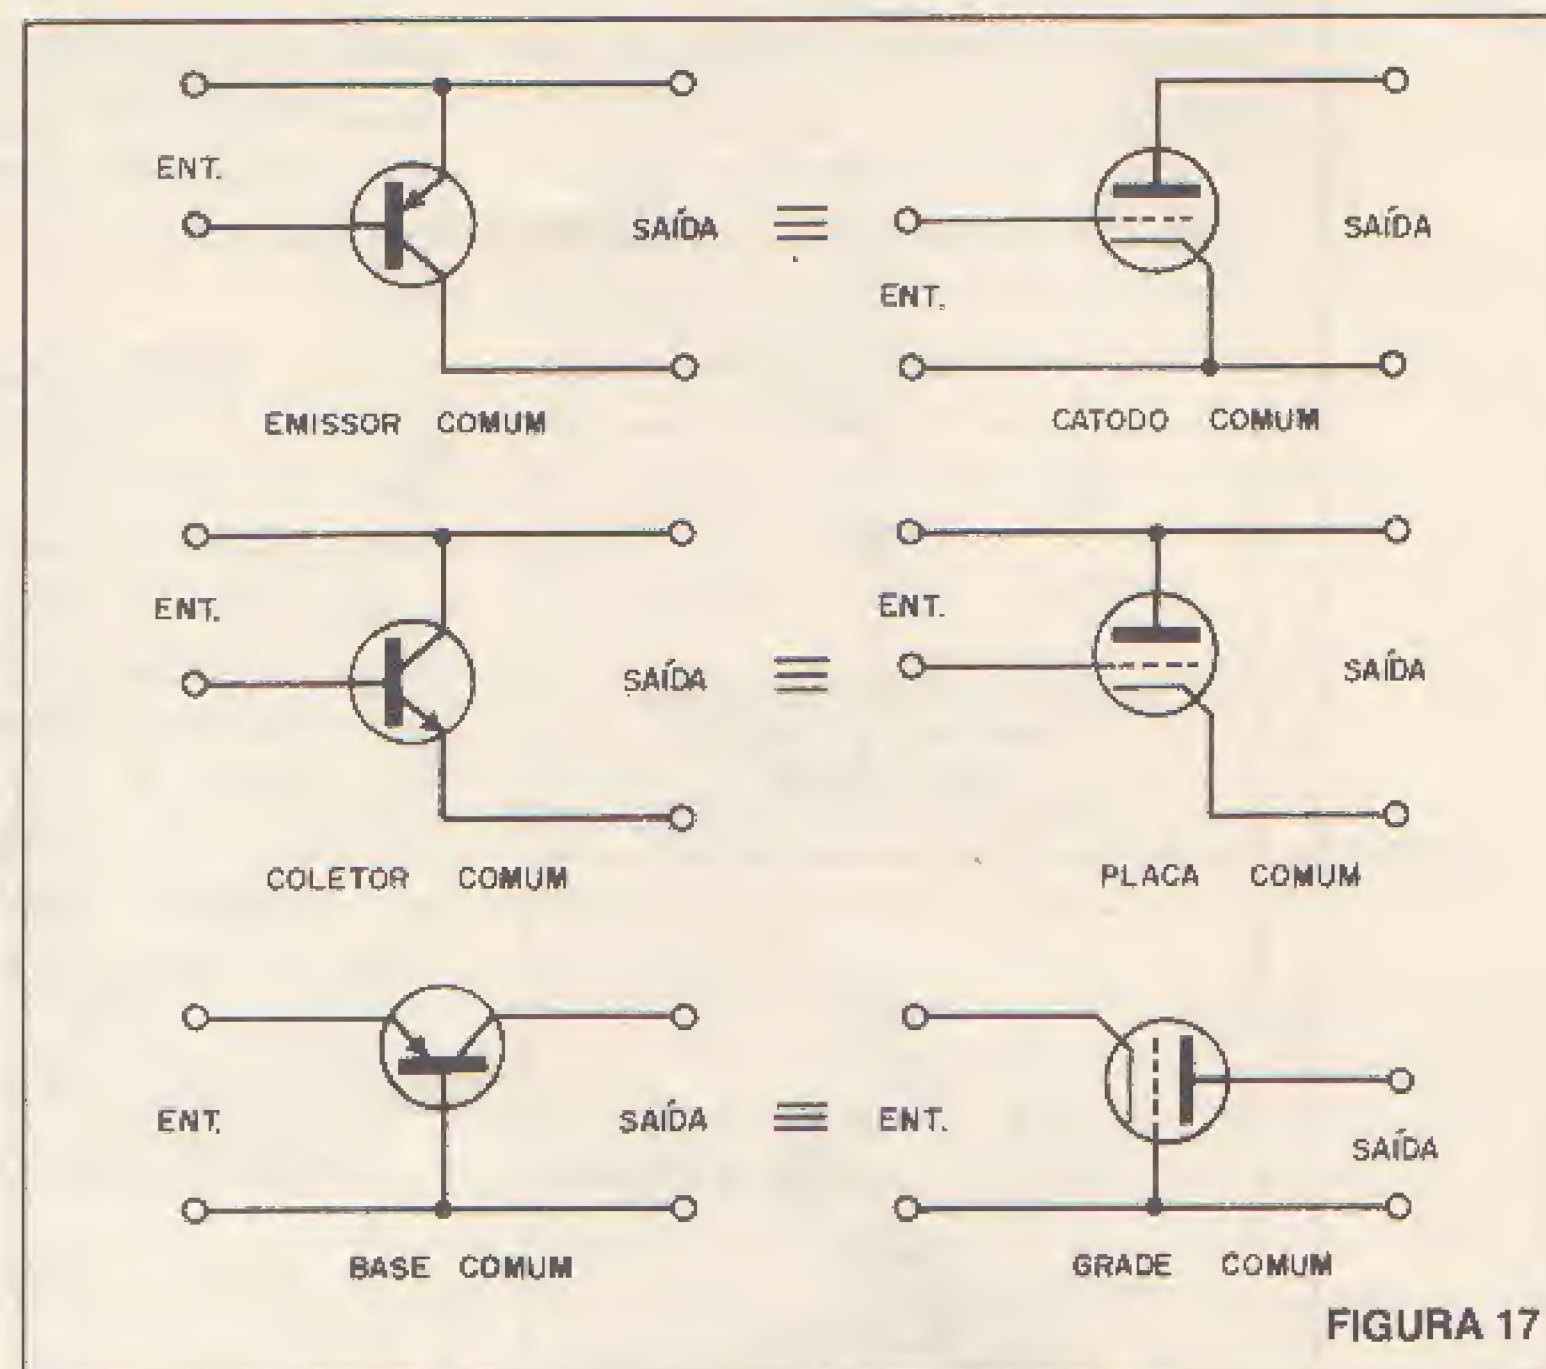 ENT.
SAÍDA
SAÍDA
ENT.
EMISSOR COMUM
CATODO COMUM
ENT.
ENT.
SAÍDA
SAÍDA
COLETOR COMUM
PLACA COMUM
ENT.
SAÍDA
ENT.
SAÍDA
BASE COMUM
GRADE COMUM
FIGURA 17